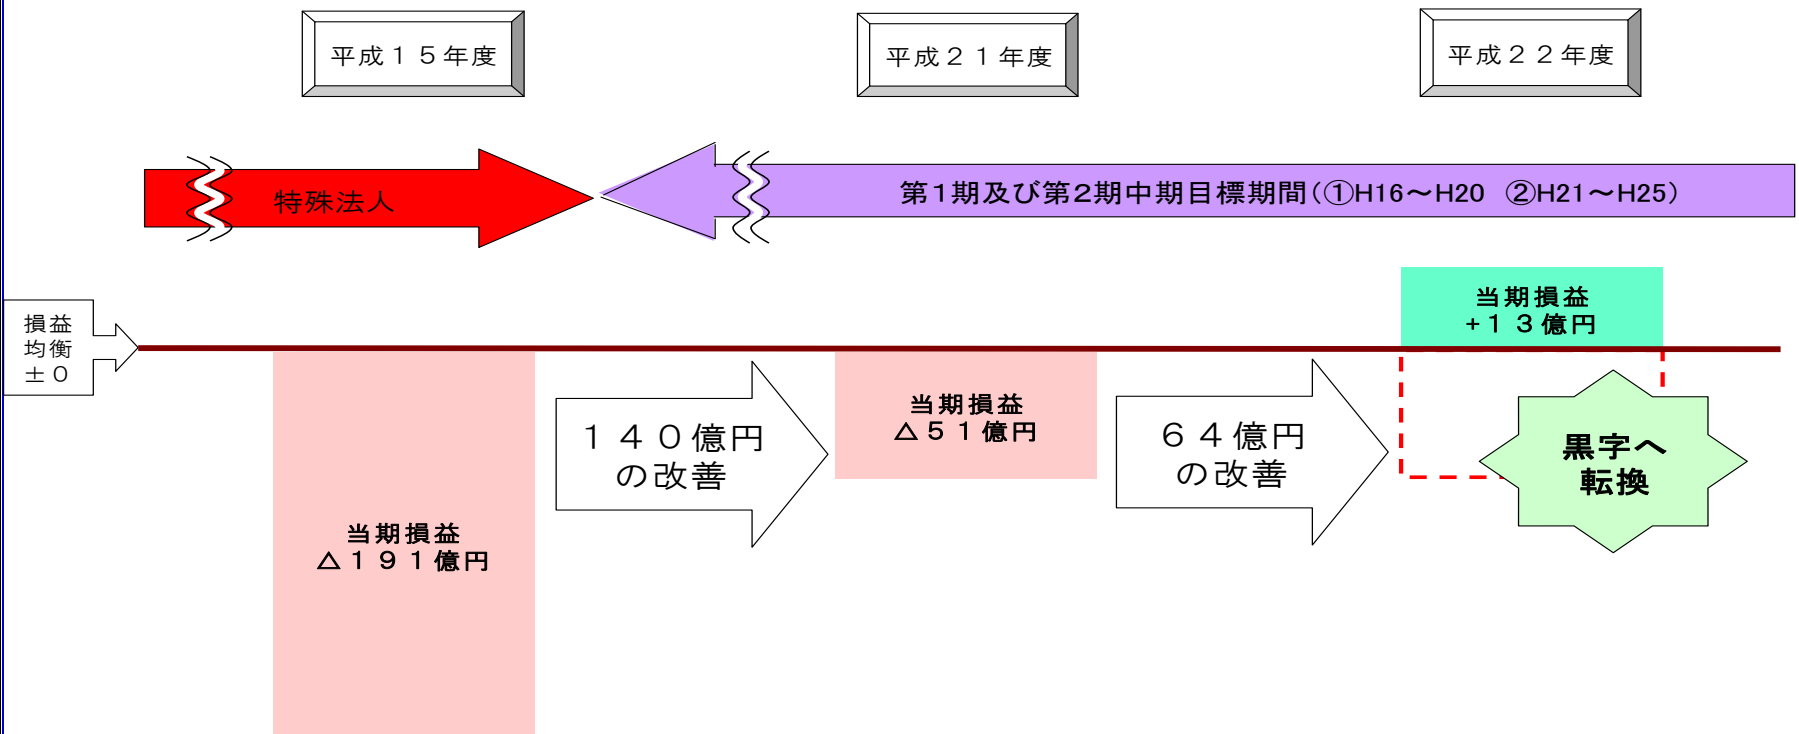 平成１５年度
平成２１年度
平成２２年度
特殊法人
第1期及び第2期中期目標期間(①H16～H20　②H21～H25)
損益
均衡
±０
当期損益
+１３億円
１４０億円
の改善
当期損益
△５１億円
６４億円
の改善
黒字へ
転換
当期損益
△１９１億円